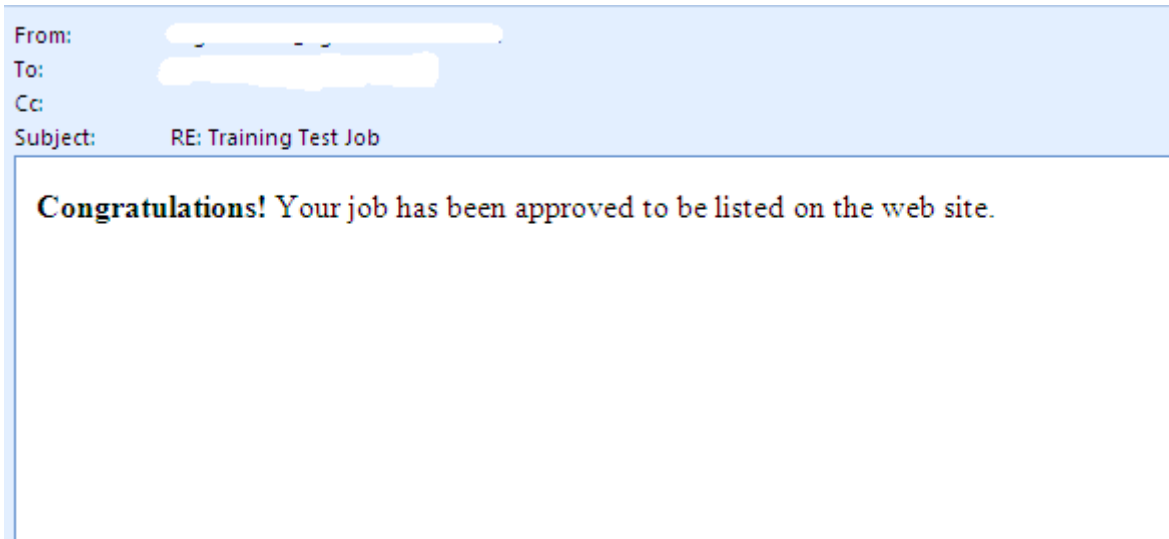 From:
To:
Cc:
Subject: RE: Training Test Job
Congratulations! Your job has been approved to be listed on the web site.